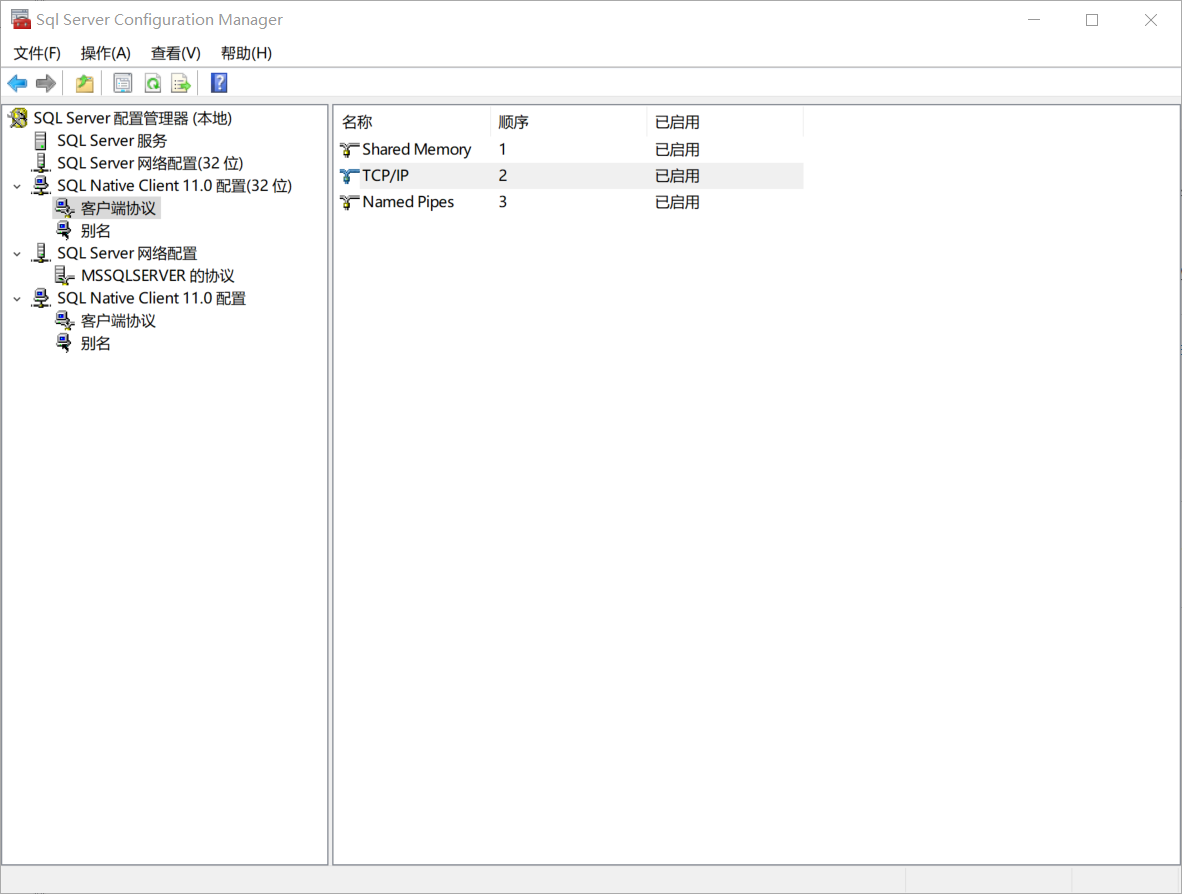 Sql Server Configuration Manager
文件(F) 操作(A) 查看(V) 帮助(H)
SQL Server 配置管理器 (本地)
SQL Server 服务
SQL Server 网络配置(32 位)
SQL Native Client 11.0 配置(32 位)
客户端协议
别名
SQL Server 网络配置
MSSQLSERVER 的协议
SQL Native Client 11.0 配置
客户端协议
别名
名称 顺序 已启用
Shared Memory 1 已启用
TCP/IP 2 已启用
Named Pipes 3 已启用